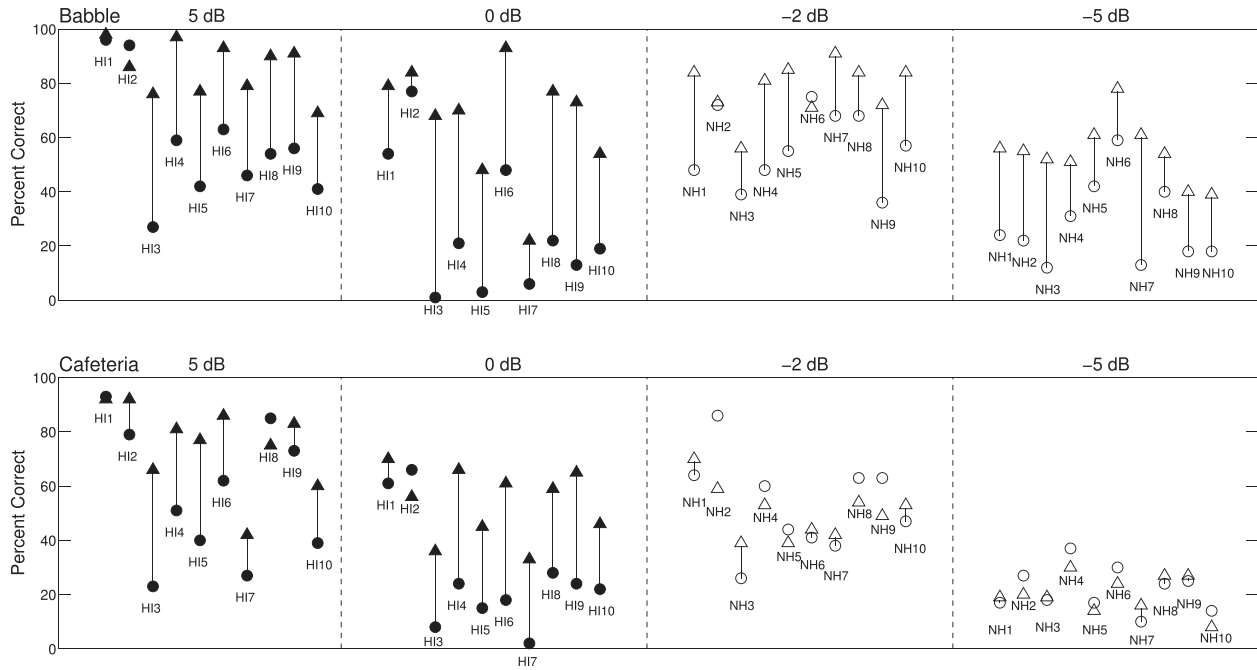 Babble 5 dB 0 dB −2 dB −5 dB
Percent Correct
100
80
60
40
20
0
HI1 HI2 HI3 HI4 HI5 HI6 HI7 HI8 HI9 HI10
HI1 HI2 HI3 HI4 HI5 HI6 HI7 HI8 HI9 HI10
NH1 NH2 NH3 NH4 NH5 NH6 NH7 NH8 NH9 NH10
NH1 NH2 NH3 NH4 NH5 NH6 NH7 NH8 NH9 NH10
Cafeteria 5 dB 0 dB −2 dB −5 dB
Percent Correct
100
80
60
40
20
0
HI1 HI2 HI3 HI4 HI5 HI6 HI7 HI8 HI9 HI10
HI1 HI2 HI3 HI4 HI5 HI6 HI7 HI8 HI9 HI10
NH1 NH2 NH3 NH4 NH5 NH6 NH7 NH8 NH9 NH10
NH1 NH2 NH3 NH4 NH5 NH6 NH7 NH8 NH9 NH10